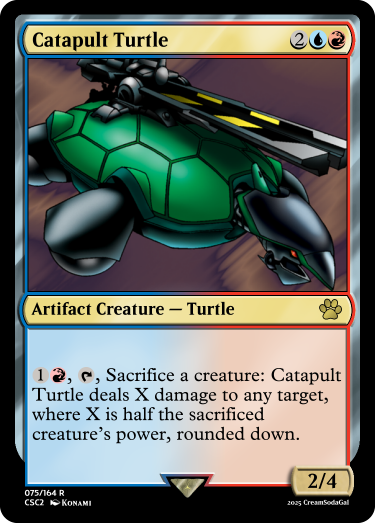 Catapult Turtle 2
Artifact Creature — Turtle
1, , Sacrifice a creature: Catapult
Turtle deals X damage to any target,
where X is half the sacrificed
creature's power, rounded down.
2/4
075/164 R
CSC2 KONAMI
2025 CreamSodaGal